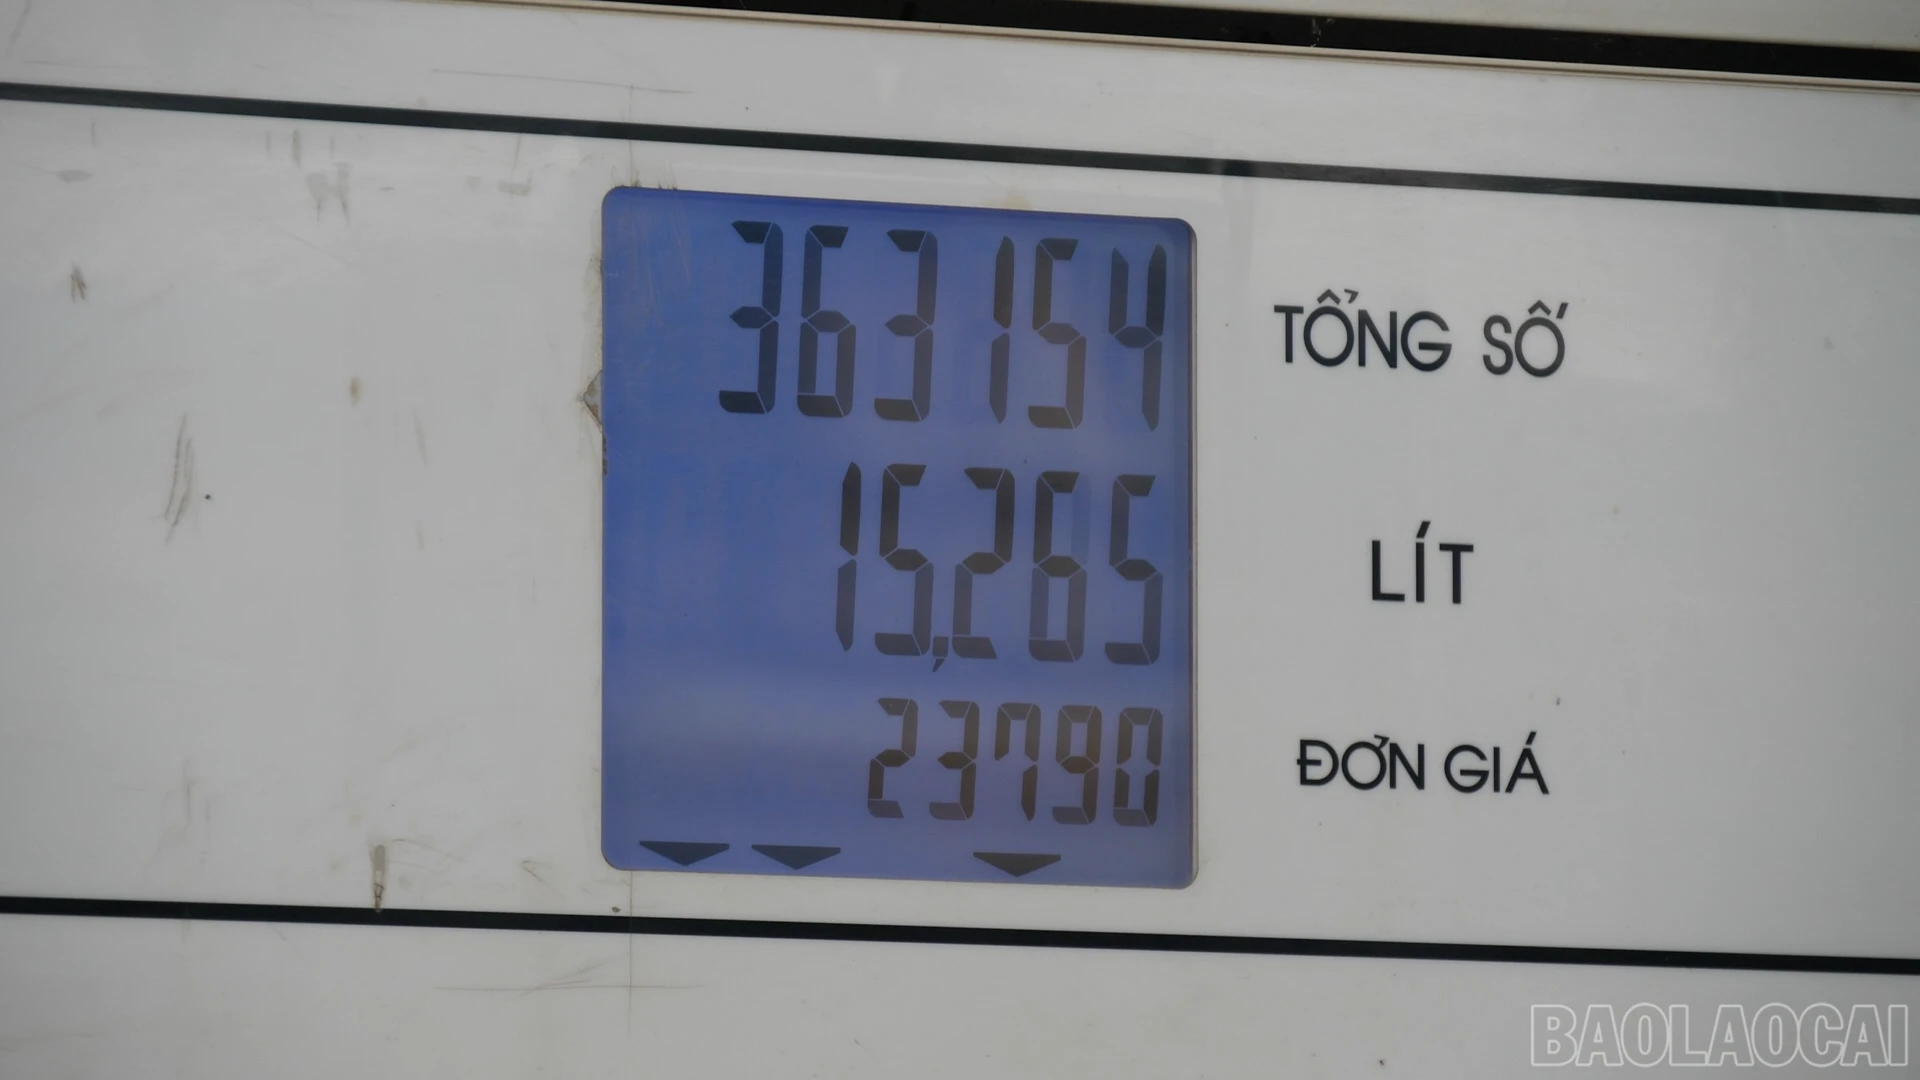 363154 TỔNG SỐ
15,265 LÍT
23790 ĐƠN GIÁ
BAOLAOCAI